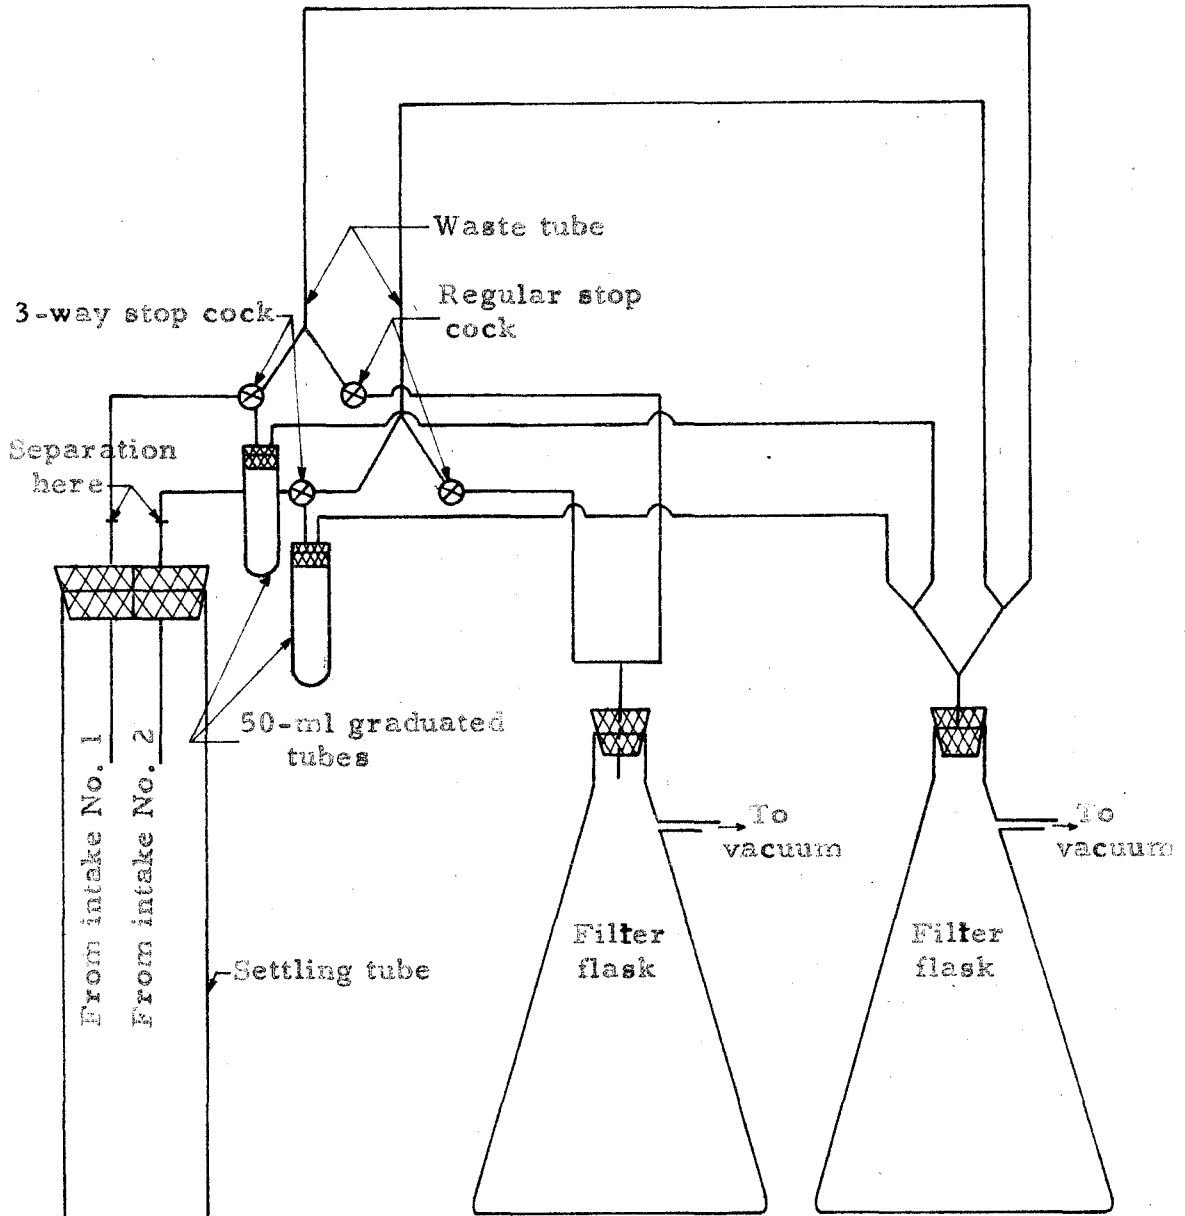 Waste tube
3-way stop cock
Regular stop
cock
Separation
here
50-ml graduated
tubes
From intake No. 1
From intake No. 2
To
vacuum
To
vacuum
Filter
flask
Filter
flask
Settling tube